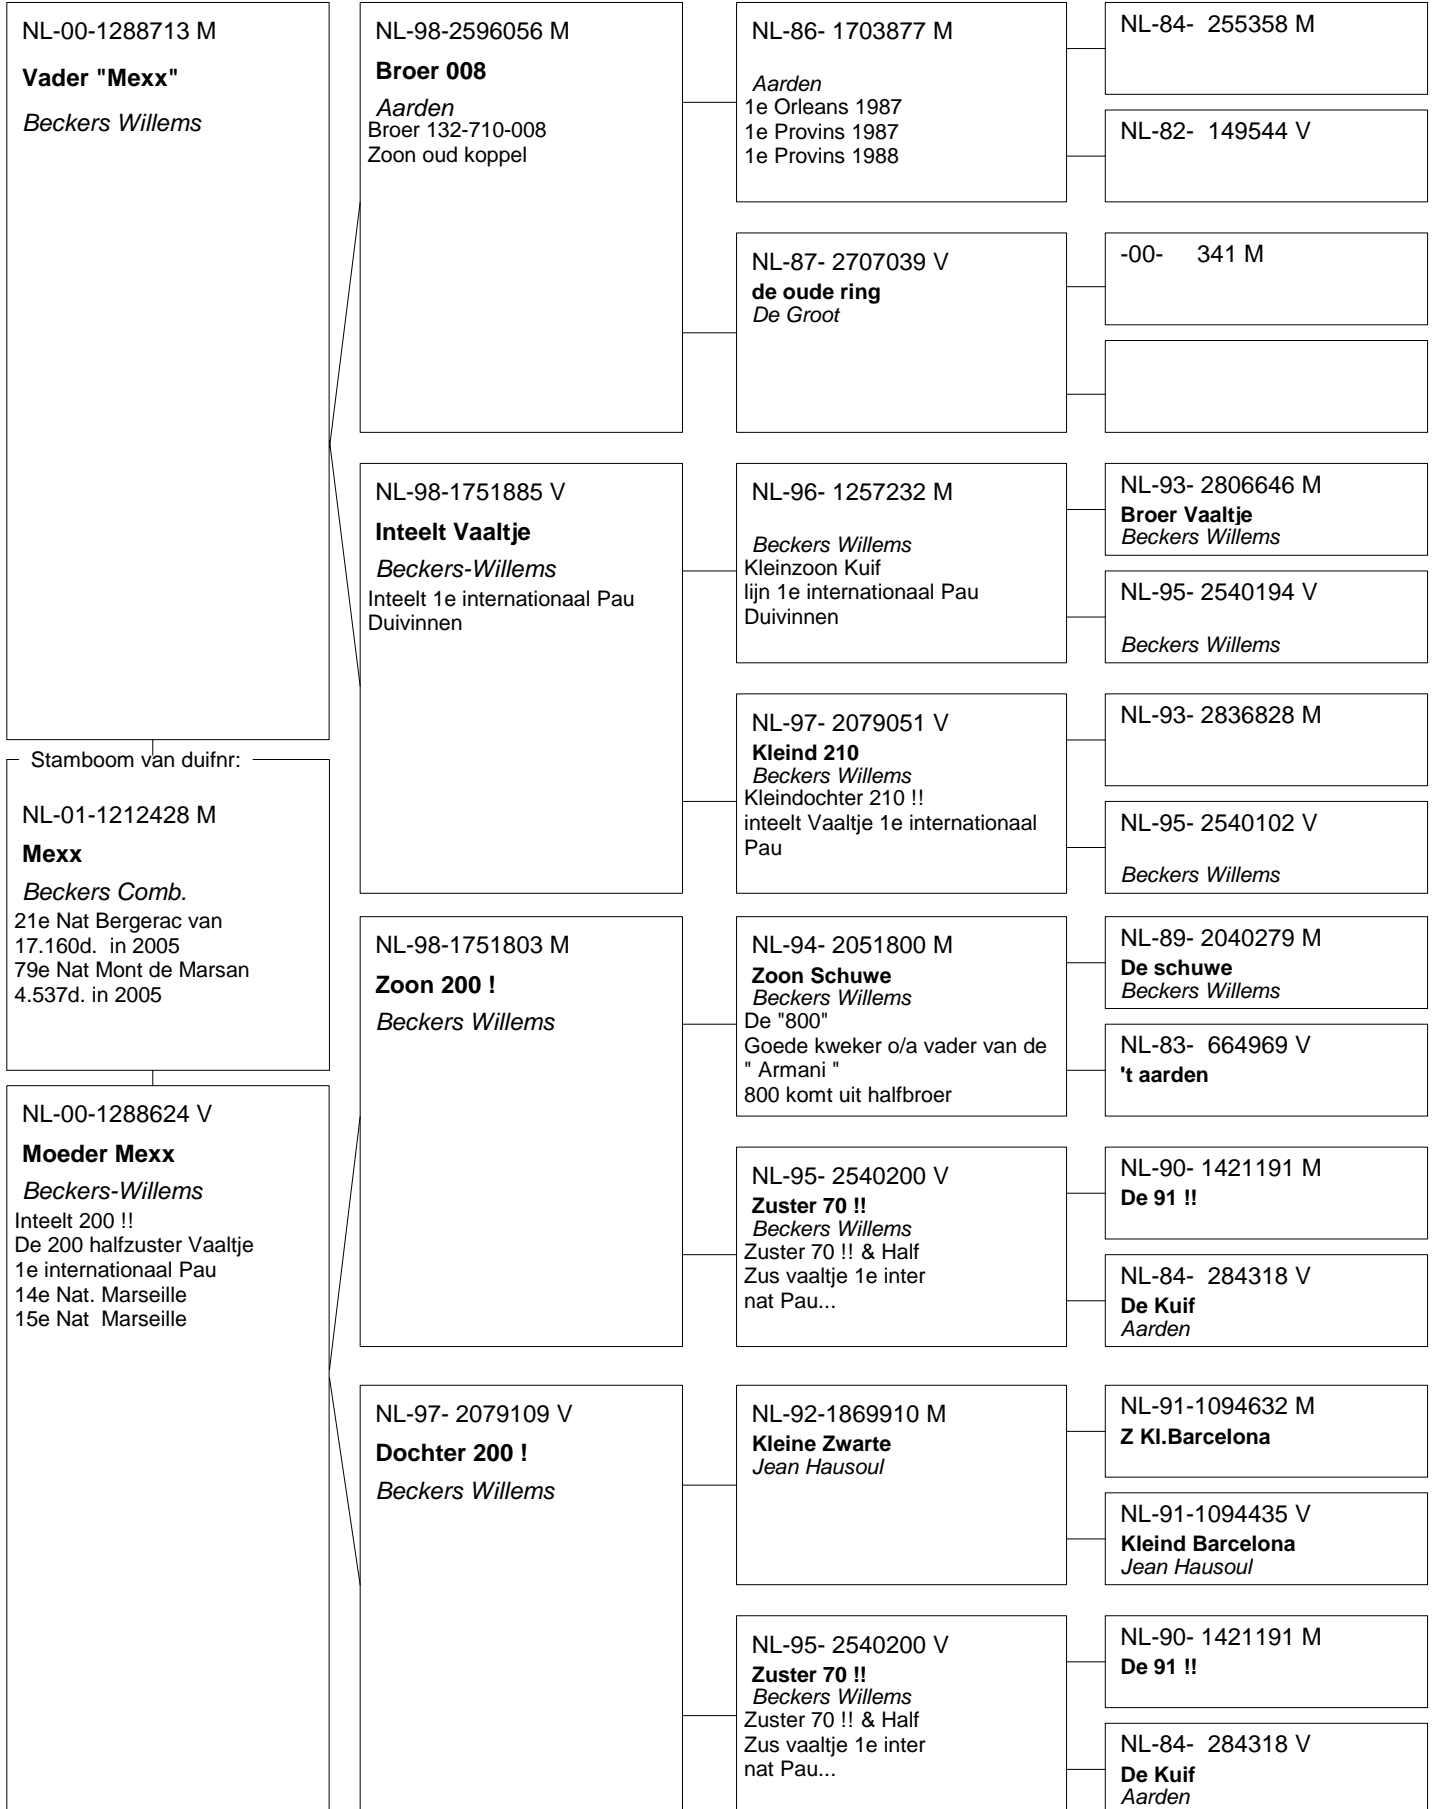 NL-00-1288713 M
Vader "Mexx"
Beckers Willems
Stamboom van duifnr:
NL-01-1212428 M
Mexx
Beckers Comb.
21e Nat Bergerac van
17.160d. in 2005
79e Nat Mont de Marsan
4.537d. in 2005
NL-00-1288624 V
Moeder Mexx
Beckers-Willems
Inteelt 200 !!
De 200 halfzuster Vaaltje
1e internationaal Pau
14e Nat. Marseille
15e Nat Marseille
NL-98-2596056 M
Broer 008
Aarden
Broer 132-710-008
Zoon oud koppel
NL-98-1751885 V
Inteelt Vaaltje
Beckers-Willems
Inteelt 1e internationaal Pau
Duivinnen
NL-98-1751803 M
Zoon 200 !
Beckers Willems
NL-97- 2079109 V
Dochter 200 !
Beckers Willems
NL-86- 1703877 M
Aarden
1e Orleans 1987
1e Provins 1987
1e Provins 1988
NL-87- 2707039 V
de oude ring
De Groot
NL-96- 1257232 M
Beckers Willems
Kleinzoon Kuif
lijn 1e internationaal Pau
Duivinnen
NL-97- 2079051 V
Kleind 210
Beckers Willems
Kleindochter 210 !!
inteelt Vaaltje 1e internationaal
Pau
NL-94- 2051800 M
Zoon Schuwe
Beckers Willems
De "800"
Goede kweker o/a vader van de
" Armani "
800 komt uit halfbroer
NL-95- 2540200 V
Zuster 70 !!
Beckers Willems
Zuster 70 !! & Half
Zus vaaltje 1e inter
nat Pau...
NL-92-1869910 M
Kleine Zwarte
Jean Hausoul
NL-95- 2540200 V
Zuster 70 !!
Beckers Willems
Zuster 70 !! & Half
Zus vaaltje 1e inter
nat Pau...
NL-84- 255358 M
NL-82- 149544 V
-00- 341 M
NL-93- 2806646 M
Broer Vaaltje
Beckers Willems
NL-95- 2540194 V
Beckers Willems
NL-93- 2836828 M
NL-95- 2540102 V
Beckers Willems
NL-89- 2040279 M
De schuwe
Beckers Willems
NL-83- 664969 V
't aarden
NL-90- 1421191 M
De 91 !!
NL-84- 284318 V
De Kuif
Aarden
NL-91-1094632 M
Z Kl.Barcelona
NL-91-1094435 V
Kleind Barcelona
Jean Hausoul
NL-90- 1421191 M
De 91 !!
NL-84- 284318 V
De Kuif
Aarden